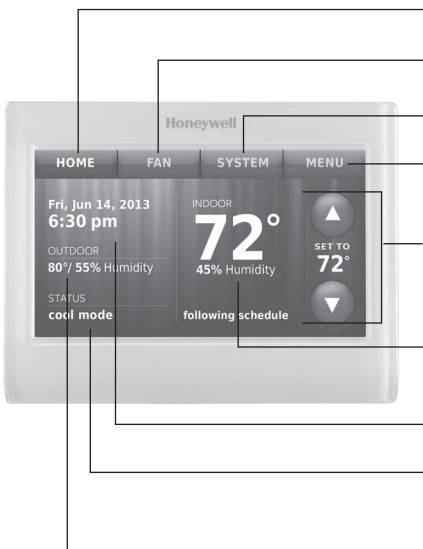 Honeywell
HOME FAN SYSTEM MENU
Fri, Jun 14, 2013
6:30 pm
OUTDOOR
80°/ 55% Humidity
STATUS
cool mode
INDOOR
72°
45% Humidity
following schedule
SET TO
72°